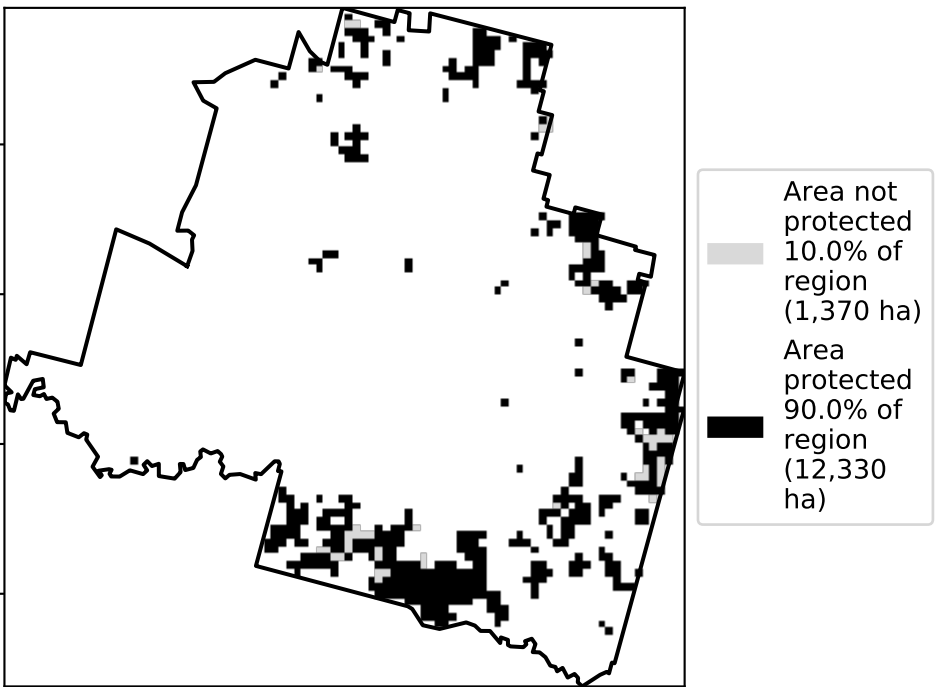 Area not
protected
10.0% of
region
(1,370 ha)
Area
protected
90.0% of
region
(12,330
ha)